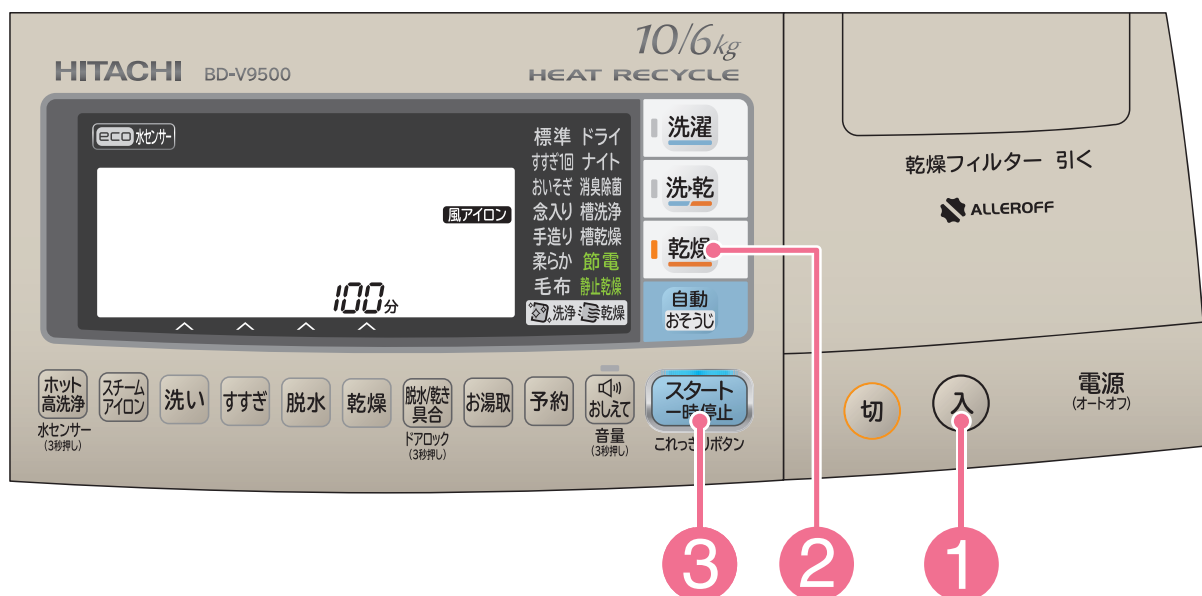 10/6kg
HITACHI BD-V9500
HEAT RECYCLE
eco水センサー
標準 ドライ
すすぎ1回 ナイト
おいそぎ 消臭除菌
念入り 槽洗浄
手造り 槽乾燥
柔らか 節電
毛布 静止乾燥
洗浄 乾燥
風アイロン
100分
洗濯
洗・乾
乾燥
自動
おそうじ
乾燥フィルター 引く
ALLEROFF
ホット
高洗浄
水センサー
(3秒押し)
スチーム
アイロン
洗い
すすぎ
脱水
乾燥
脱水/乾き
具合
ドアロック
(3秒押し)
お湯取
予約
おしえて
音量
(3秒押し)
スタート
一時停止
これっきりボタン
切
入
電源
(オートオフ)
3
2
1